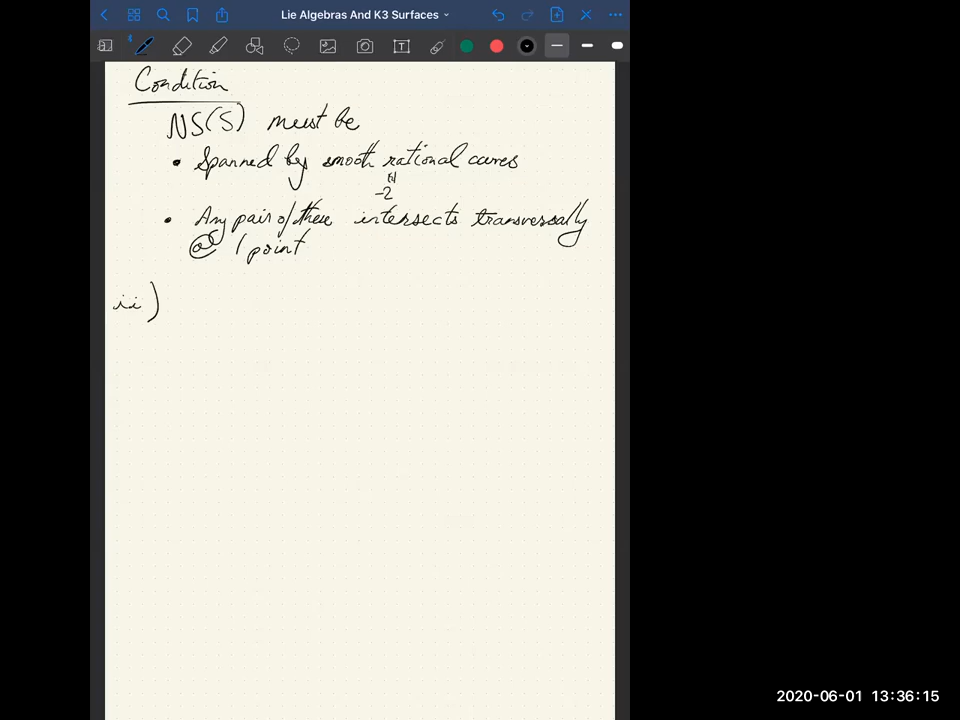 Lie Algebras And K3 Surfaces
Condition
NS(S) must be
• Spanned by smooth rational curves
-2
• Any pair of these intersects transversally
@ 1 point
ii)
2020-06-01 13:36:15